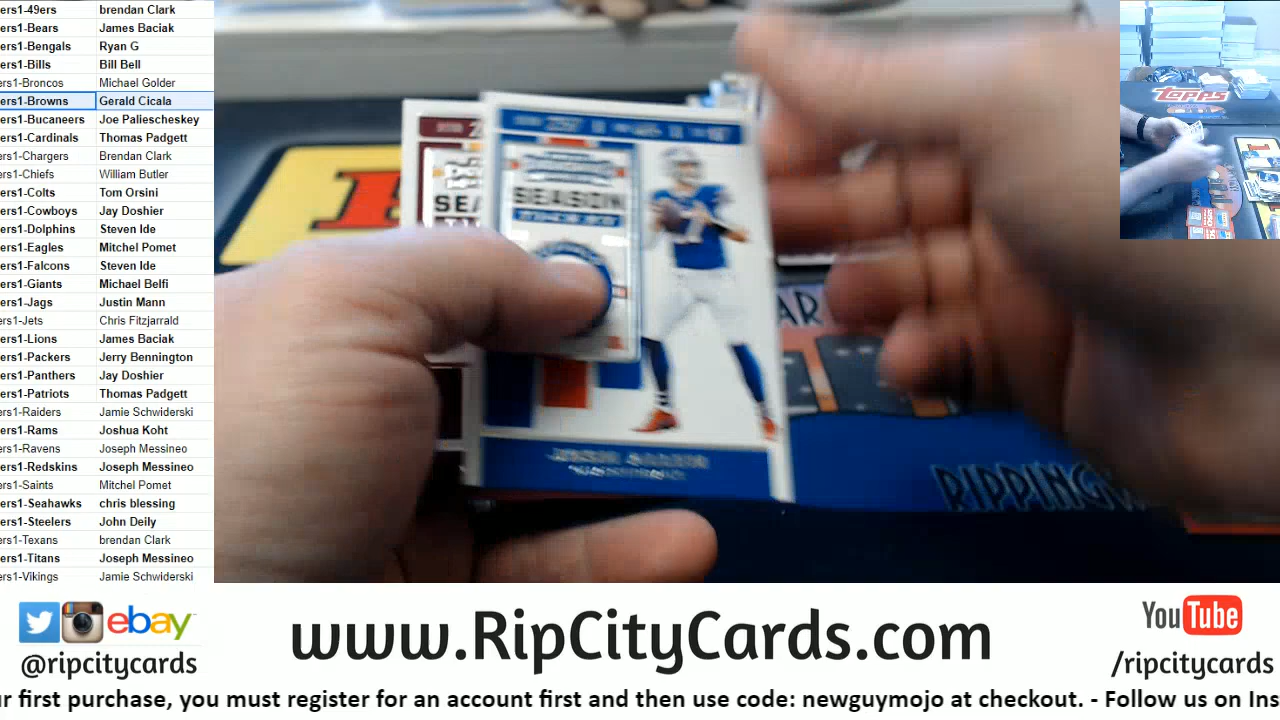 ers1-49ers brendan Clark
ers1-Bears James Baciak
ers1-Bengals Ryan G
ers1-Bills Bill Bell
ers1-Broncos Michael Golder
ers1-Browns Gerald Cicala
ers1-Bucaneers Joe Paliescheskey
ers1-Cardinals Thomas Padgett
ers1-Chargers Brendan Clark
ers1-Chiefs William Butler
ers1-Colts Tom Orsini
ers1-Cowboys Jay Doshier
ers1-Dolphins Steven Ide
ers1-Eagles Mitchel Pomet
ers1-Falcons Steven Ide
ers1-Giants Michael Belfi
ers1-Jags Justin Mann
ers1-Jets Chris Fitzjarrald
ers1-Lions James Baciak
ers1-Packers Jerry Bennington
ers1-Panthers Jay Doshier
ers1-Patriots Thomas Padgett
ers1-Raiders Jamie Schwiderski
ers1-Rams Joshua Koht
ers1-Ravens Joseph Messineo
ers1-Redskins Joseph Messineo
ers1-Saints Mitchel Pomet
ers1-Seahawks chris blessing
ers1-Steelers John Deily
ers1-Texans brendan Clark
ers1-Titans Joseph Messineo
ers1-Vikings Jamie Schwiderski
SEA
SEASON
TICKET
17
JOSH ALLEN
AR
RIPPING
Topps
ebay
@ripcitycards
www.RipCityCards.com
YouTube
/ripcitycards
ur first purchase, you must register for an account first and then use code: newguymojo at checkout. - Follow us on Ins